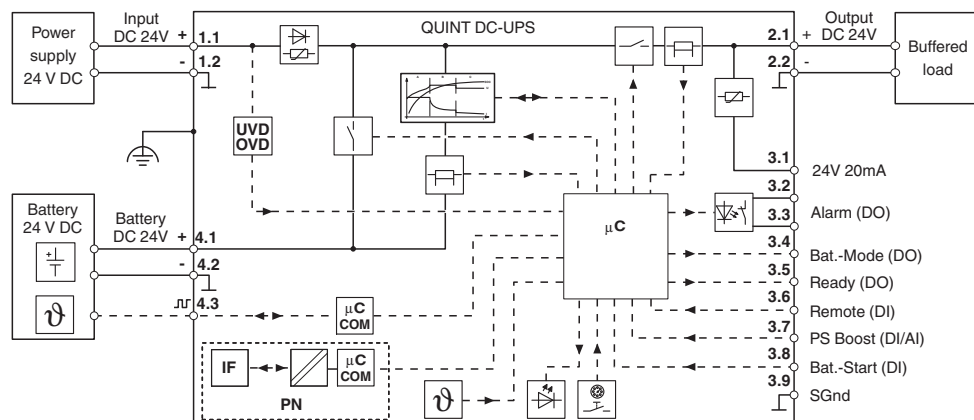 QUINT DC-UPS
Power
supply
24 V DC
Input
DC 24V
+
-
1.1
1.2
2.1
2.2
+
-
Output
DC 24V
Buffered
load
UVD
OVD
3.1
24V 20mA
3.2
3.3
Alarm (DO)
3.4
Bat.-Mode (DO)
3.5
Ready (DO)
3.6
Remote (DI)
3.7
PS Boost (DI/AI)
3.8
Bat.-Start (DI)
3.9
SGnd
µC
Battery
24 V DC
+
ϑ
Battery
DC 24V
+
-
4.1
4.2
4.3
µC
COM
IF
µC
COM
PN
ϑ